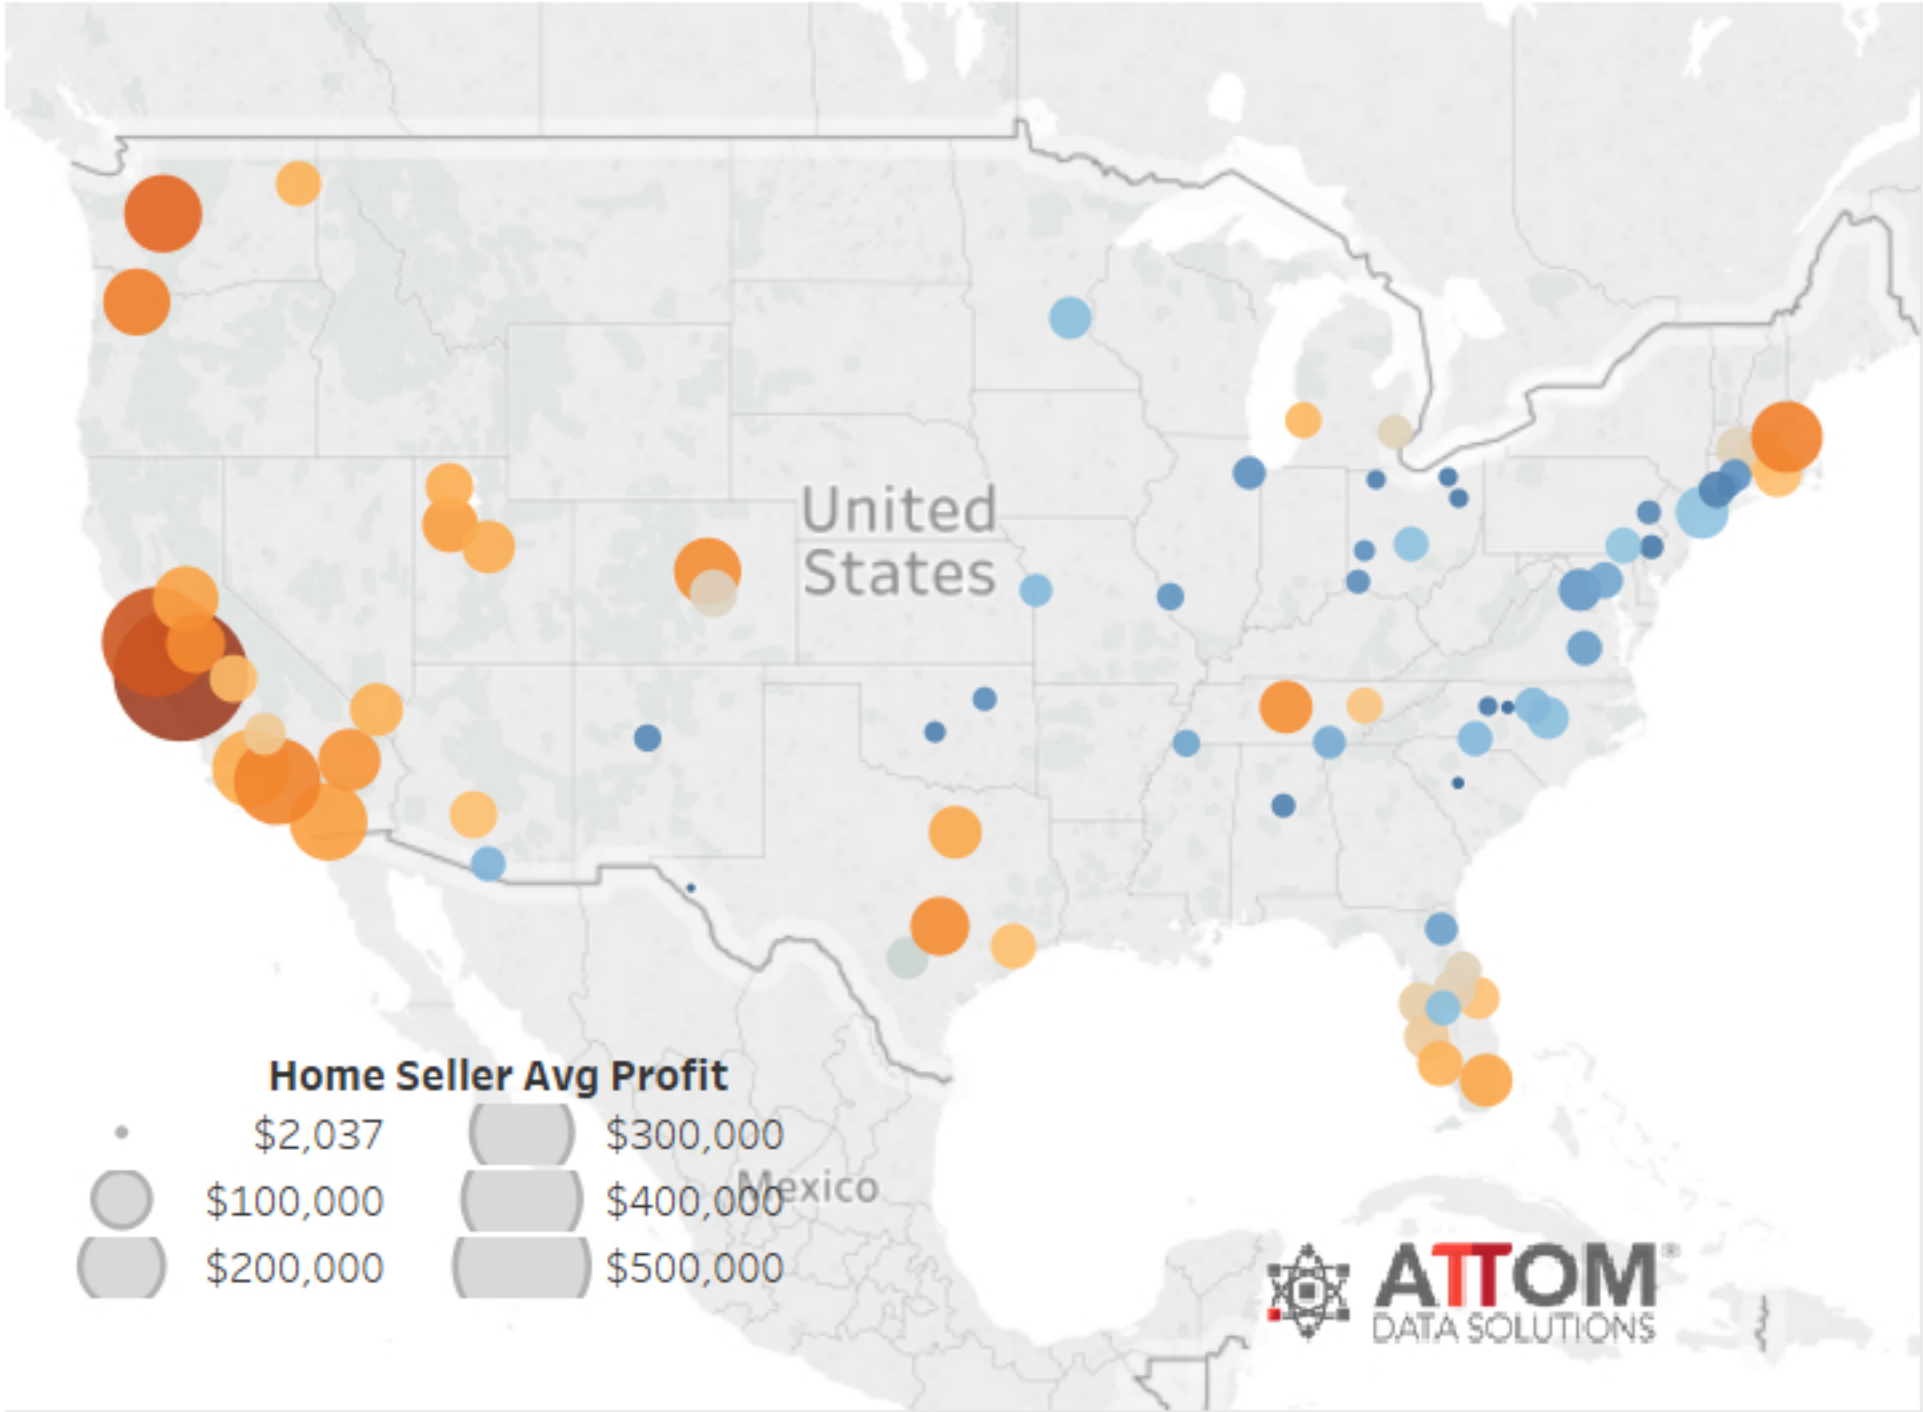 United
States
Home Seller Avg Profit
$2,037
$300,000
$100,000
$400,000
$200,000
$500,000
Mexico
ATTOM®
DATA SOLUTIONS